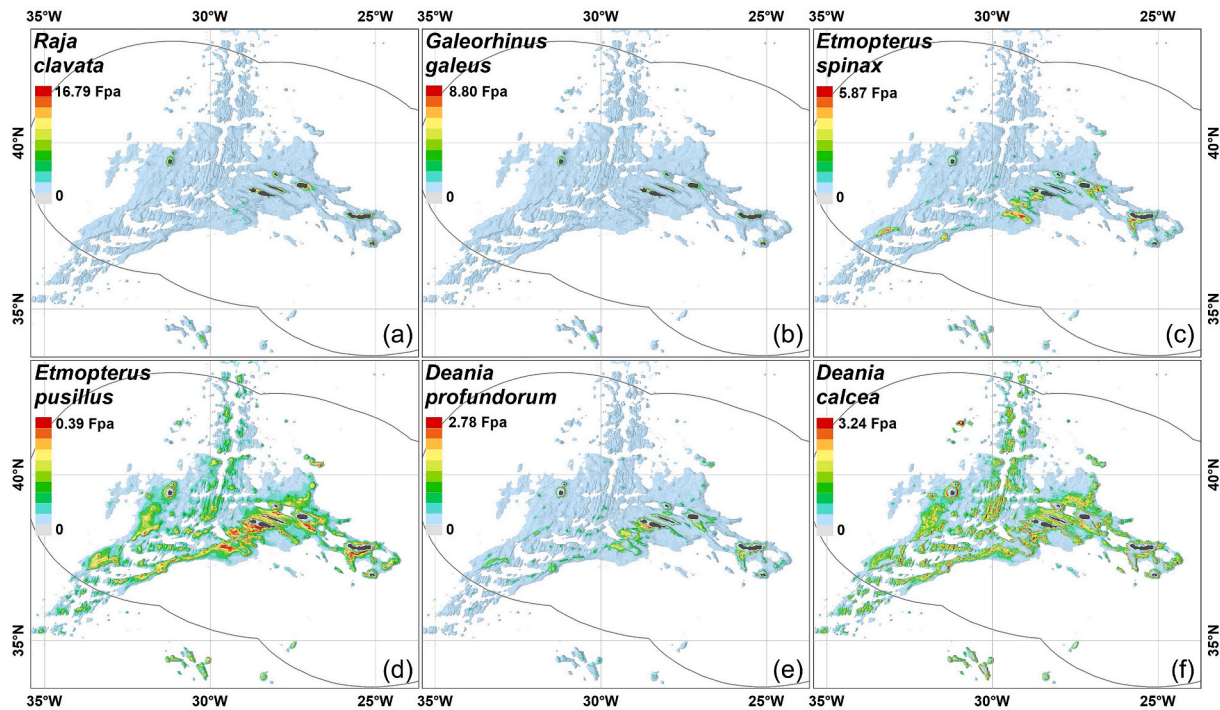 35°W 30°W 25°W 35°W 30°W 25°W 35°W 30°W 25°W
Raja
clavata
16.79 Fpa
0
(a)
Galeorhinus
galeus
8.80 Fpa
0
(b)
Etmopterus
spinax
5.87 Fpa
0
(c)
40°N 40°N
35°N 35°N
Etmopterus
pusillus
0.39 Fpa
0
(d)
Deania
profundorum
2.78 Fpa
0
(e)
Deania
calcea
3.24 Fpa
0
(f)
40°N 40°N
35°N 35°N
35°W 30°W 25°W 35°W 30°W 25°W 35°W 30°W 25°W